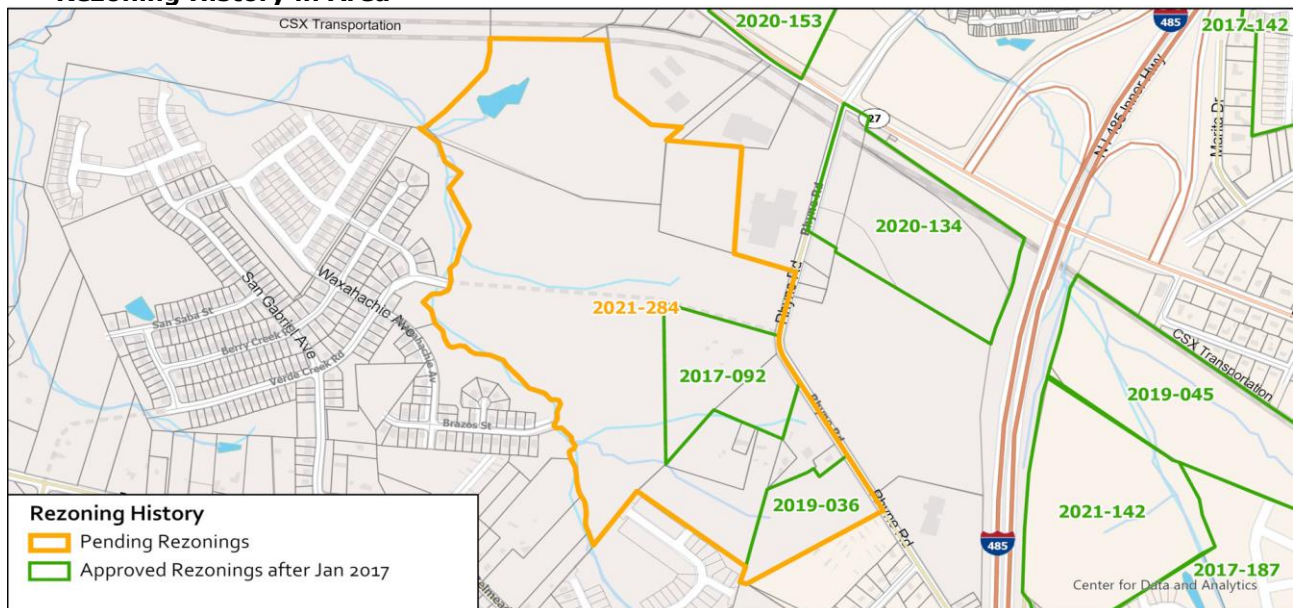 Rezoning History in Area
CSX Transportation
2020-153
485
2017-142
27
N I-485 Inner Hwy
Marita Dr
Rhyne Rd
2020-134
San Gabriel Ave
Waxahachie Ave
Rhyne Rd
2021-284
San Saba St
Berry Creek
Verde Creek Rd
2017-092
CSX Transportation
2019-045
Brazos St
Rhyne Rd
2019-036
Rhyne Rd
2021-142
485
2017-187
Rezoning History
Pending Rezonings
Approved Rezonings after Jan 2017
Center for Data and Analytics